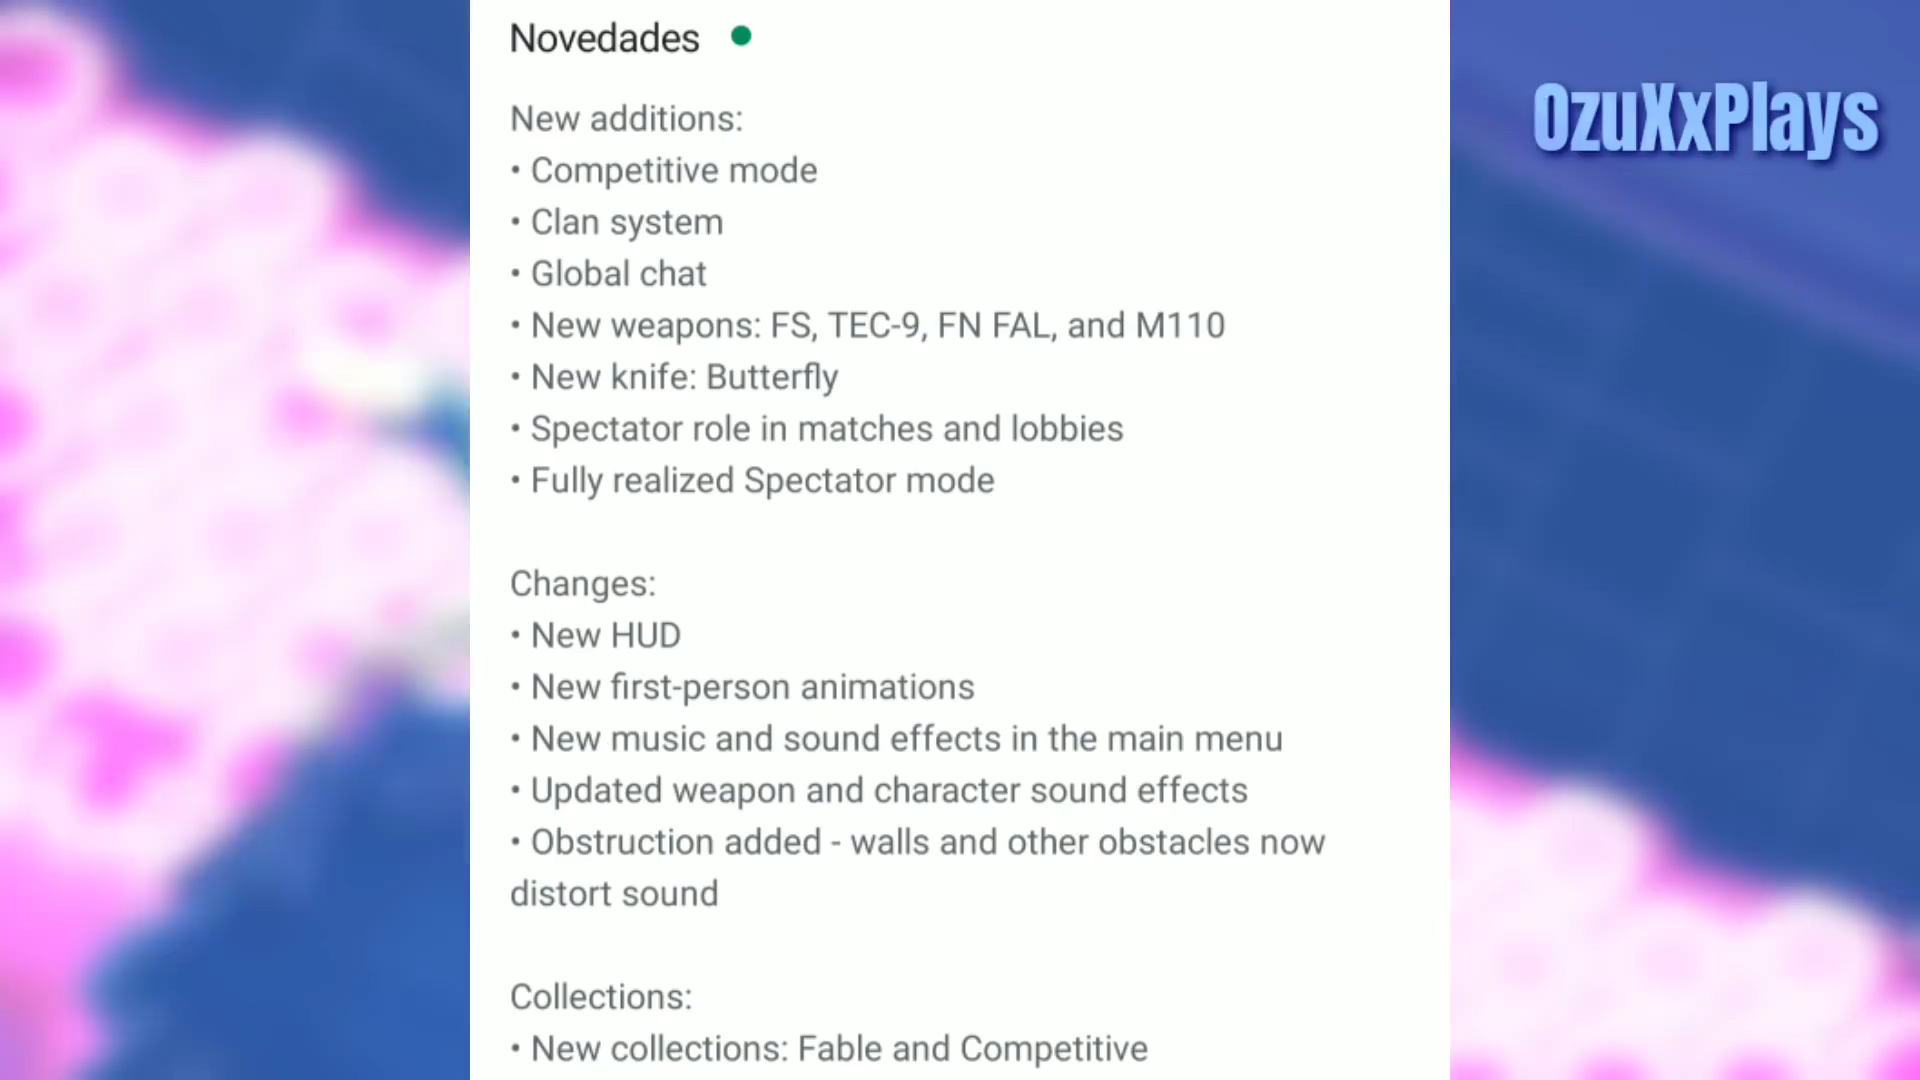 Novedades
OzuXxPlays
New additions:
• Competitive mode
• Clan system
• Global chat
• New weapons: FS, TEC-9, FN FAL, and M110
• New knife: Butterfly
• Spectator role in matches and lobbies
• Fully realized Spectator mode
Changes:
• New HUD
• New first-person animations
• New music and sound effects in the main menu
• Updated weapon and character sound effects
• Obstruction added - walls and other obstacles now
distort sound
Collections:
• New collections: Fable and Competitive